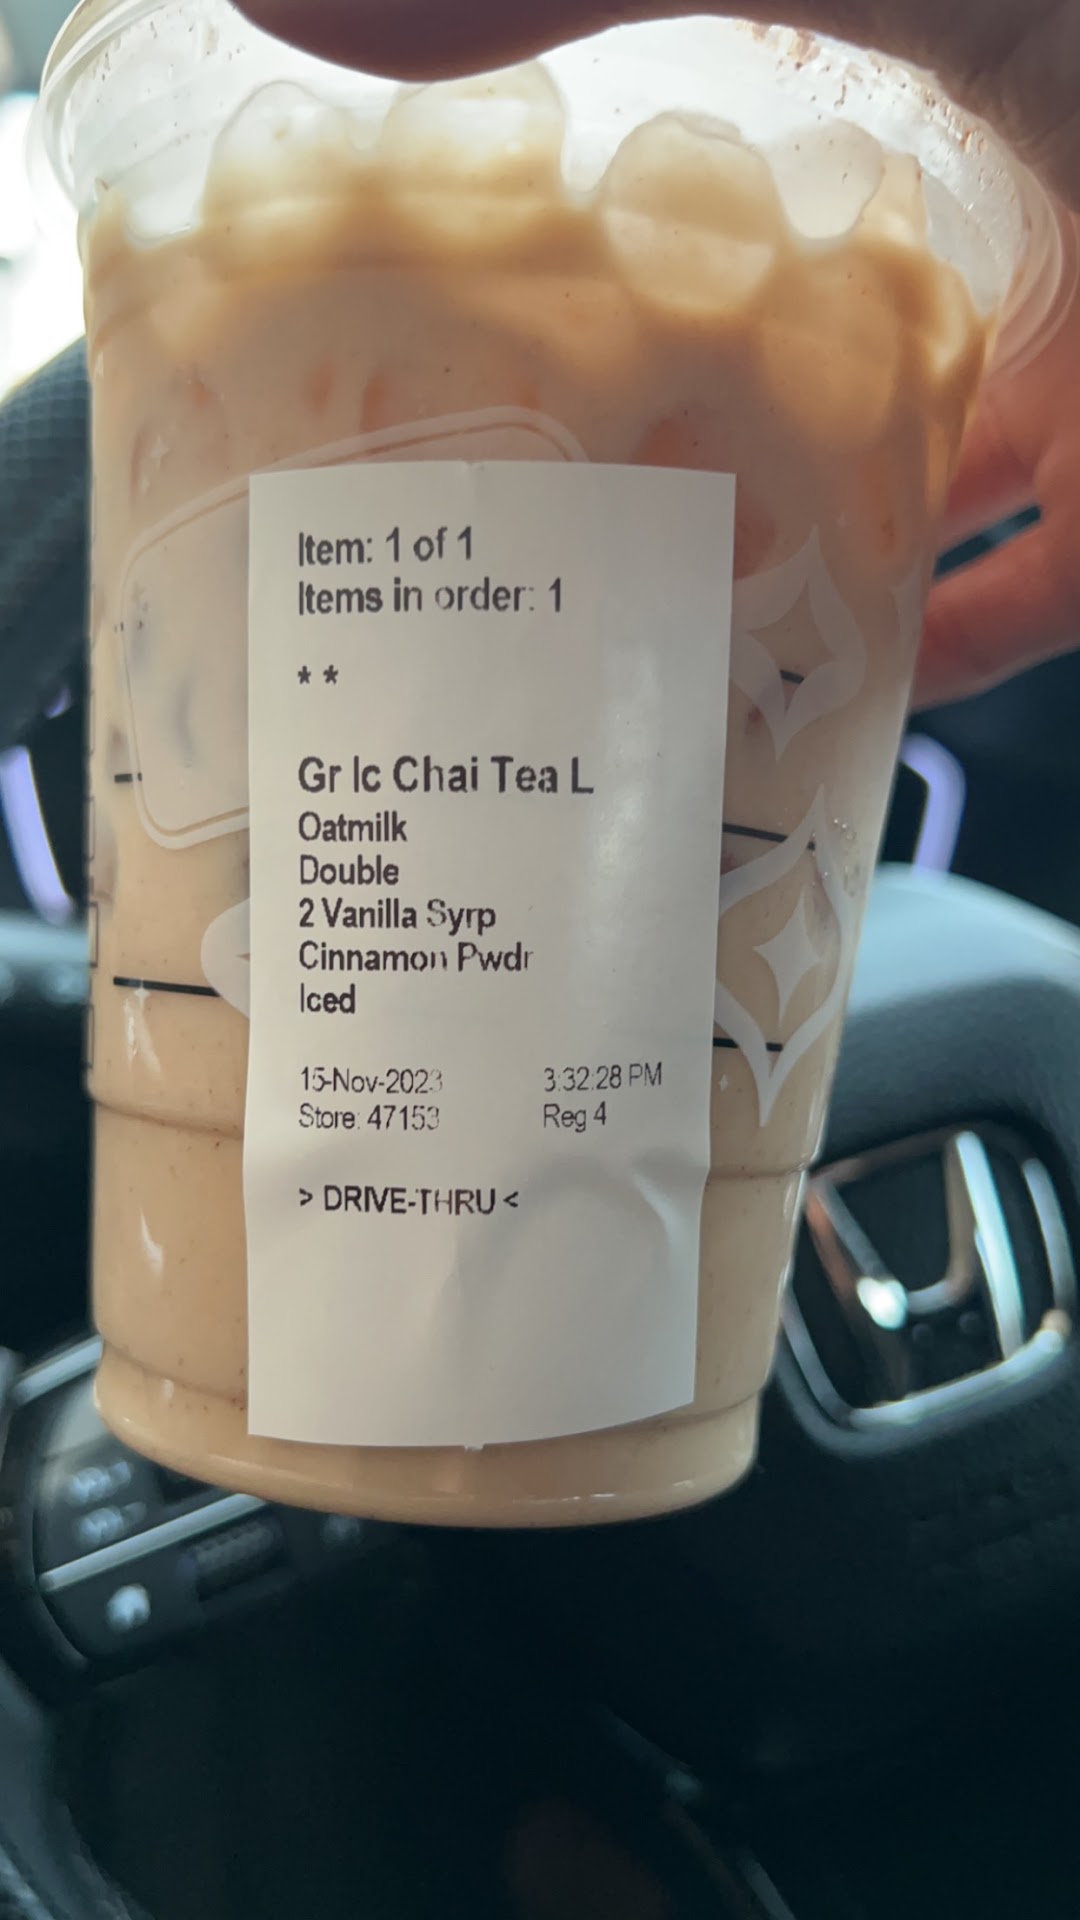 Item: 1 of 1
Items in order: 1
* *
Gr Ic Chai Tea L
Oatmilk
Double
2 Vanilla Syrp
Cinnamon Pwdr
Iced
15-Nov-2023 3:32:28 PM
Store: 47153 Reg 4
> DRIVE-THRU <